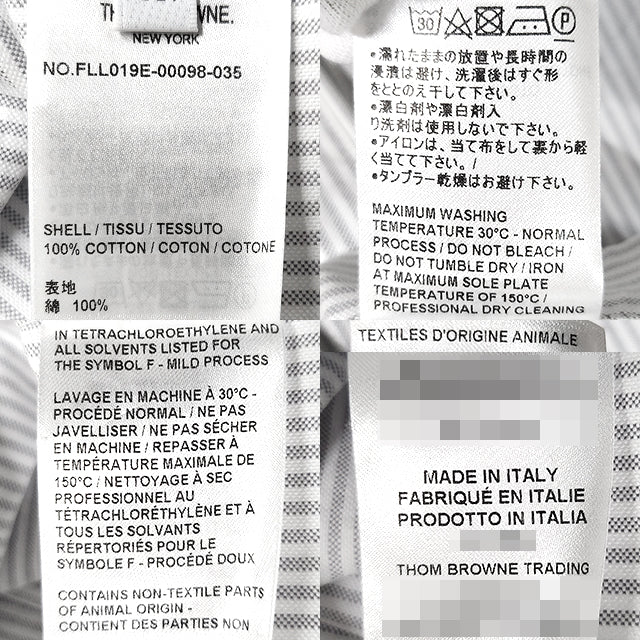 THOM BROWNE.
NEW YORK
NO.FLL019E-00098-035
SHELL / TISSU / TESSUTO
100% COTTON / COTON / COTONE
表地
綿 100%
30
P
•濡れたままの放置や長時間の
浸漬は避け、洗濯後はすぐ形
をととのえ干して下さい。
•漂白剤や漂白剤入
り洗剤は使用しないで下さい。
•アイロンは、当て布をして裏から軽
く当てて下さい。/
•タンブラー乾燥はお避け下さい。
MAXIMUM WASHING
TEMPERATURE 30°C - NORMAL
PROCESS / DO NOT BLEACH /
DO NOT TUMBLE DRY / IRON
AT MAXIMUM SOLE PLATE
TEMPERATURE OF 150°C /
PROFESSIONAL DRY CLEANING
IN TETRACHLOROETHYLENE AND
ALL SOLVENTS LISTED FOR
THE SYMBOL F - MILD PROCESS
LAVAGE EN MACHINE À 30°C -
PROCÉDÉ NORMAL / NE PAS
JAVELLISER / NE PAS SÉCHER
EN MACHINE / REPASSER À
TEMPÉRATURE MAXIMALE DE
150°C / NETTOYAGE À SEC
PROFESSIONNEL AU
TÉTRACHLORÉTHYLÈNE ET À
TOUS LES SOLVANTS
RÉPERTORIÉS POUR LE
SYMBOLE F - PROCÉDÉ DOUX
CONTAINS NON-TEXTILE PARTS
OF ANIMAL ORIGIN -
CONTIENT DES PARTIES NON
TEXTILES D'ORIGINE ANIMALE
MADE IN ITALY
FABRIQUÉ EN ITALIE
PRODOTTO IN ITALIA
THOM BROWNE TRADING